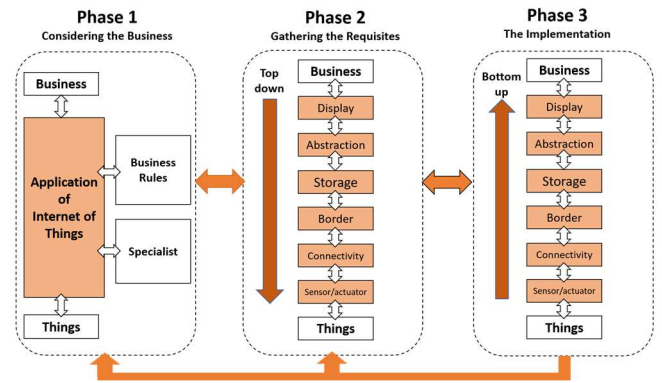 Phase 1
Considering the Business
Business
Application
of
Internet of
Things
Business
Rules
Specialist
Things
Phase 2
Gathering the Requisites
Top
down
Business
Display
Abstraction
Storage
Border
Connectivity
Sensor/actuator
Things
Phase 3
The Implementation
Bottom
up
Business
Display
Abstraction
Storage
Border
Connectivity
Sensor/actuator
Things